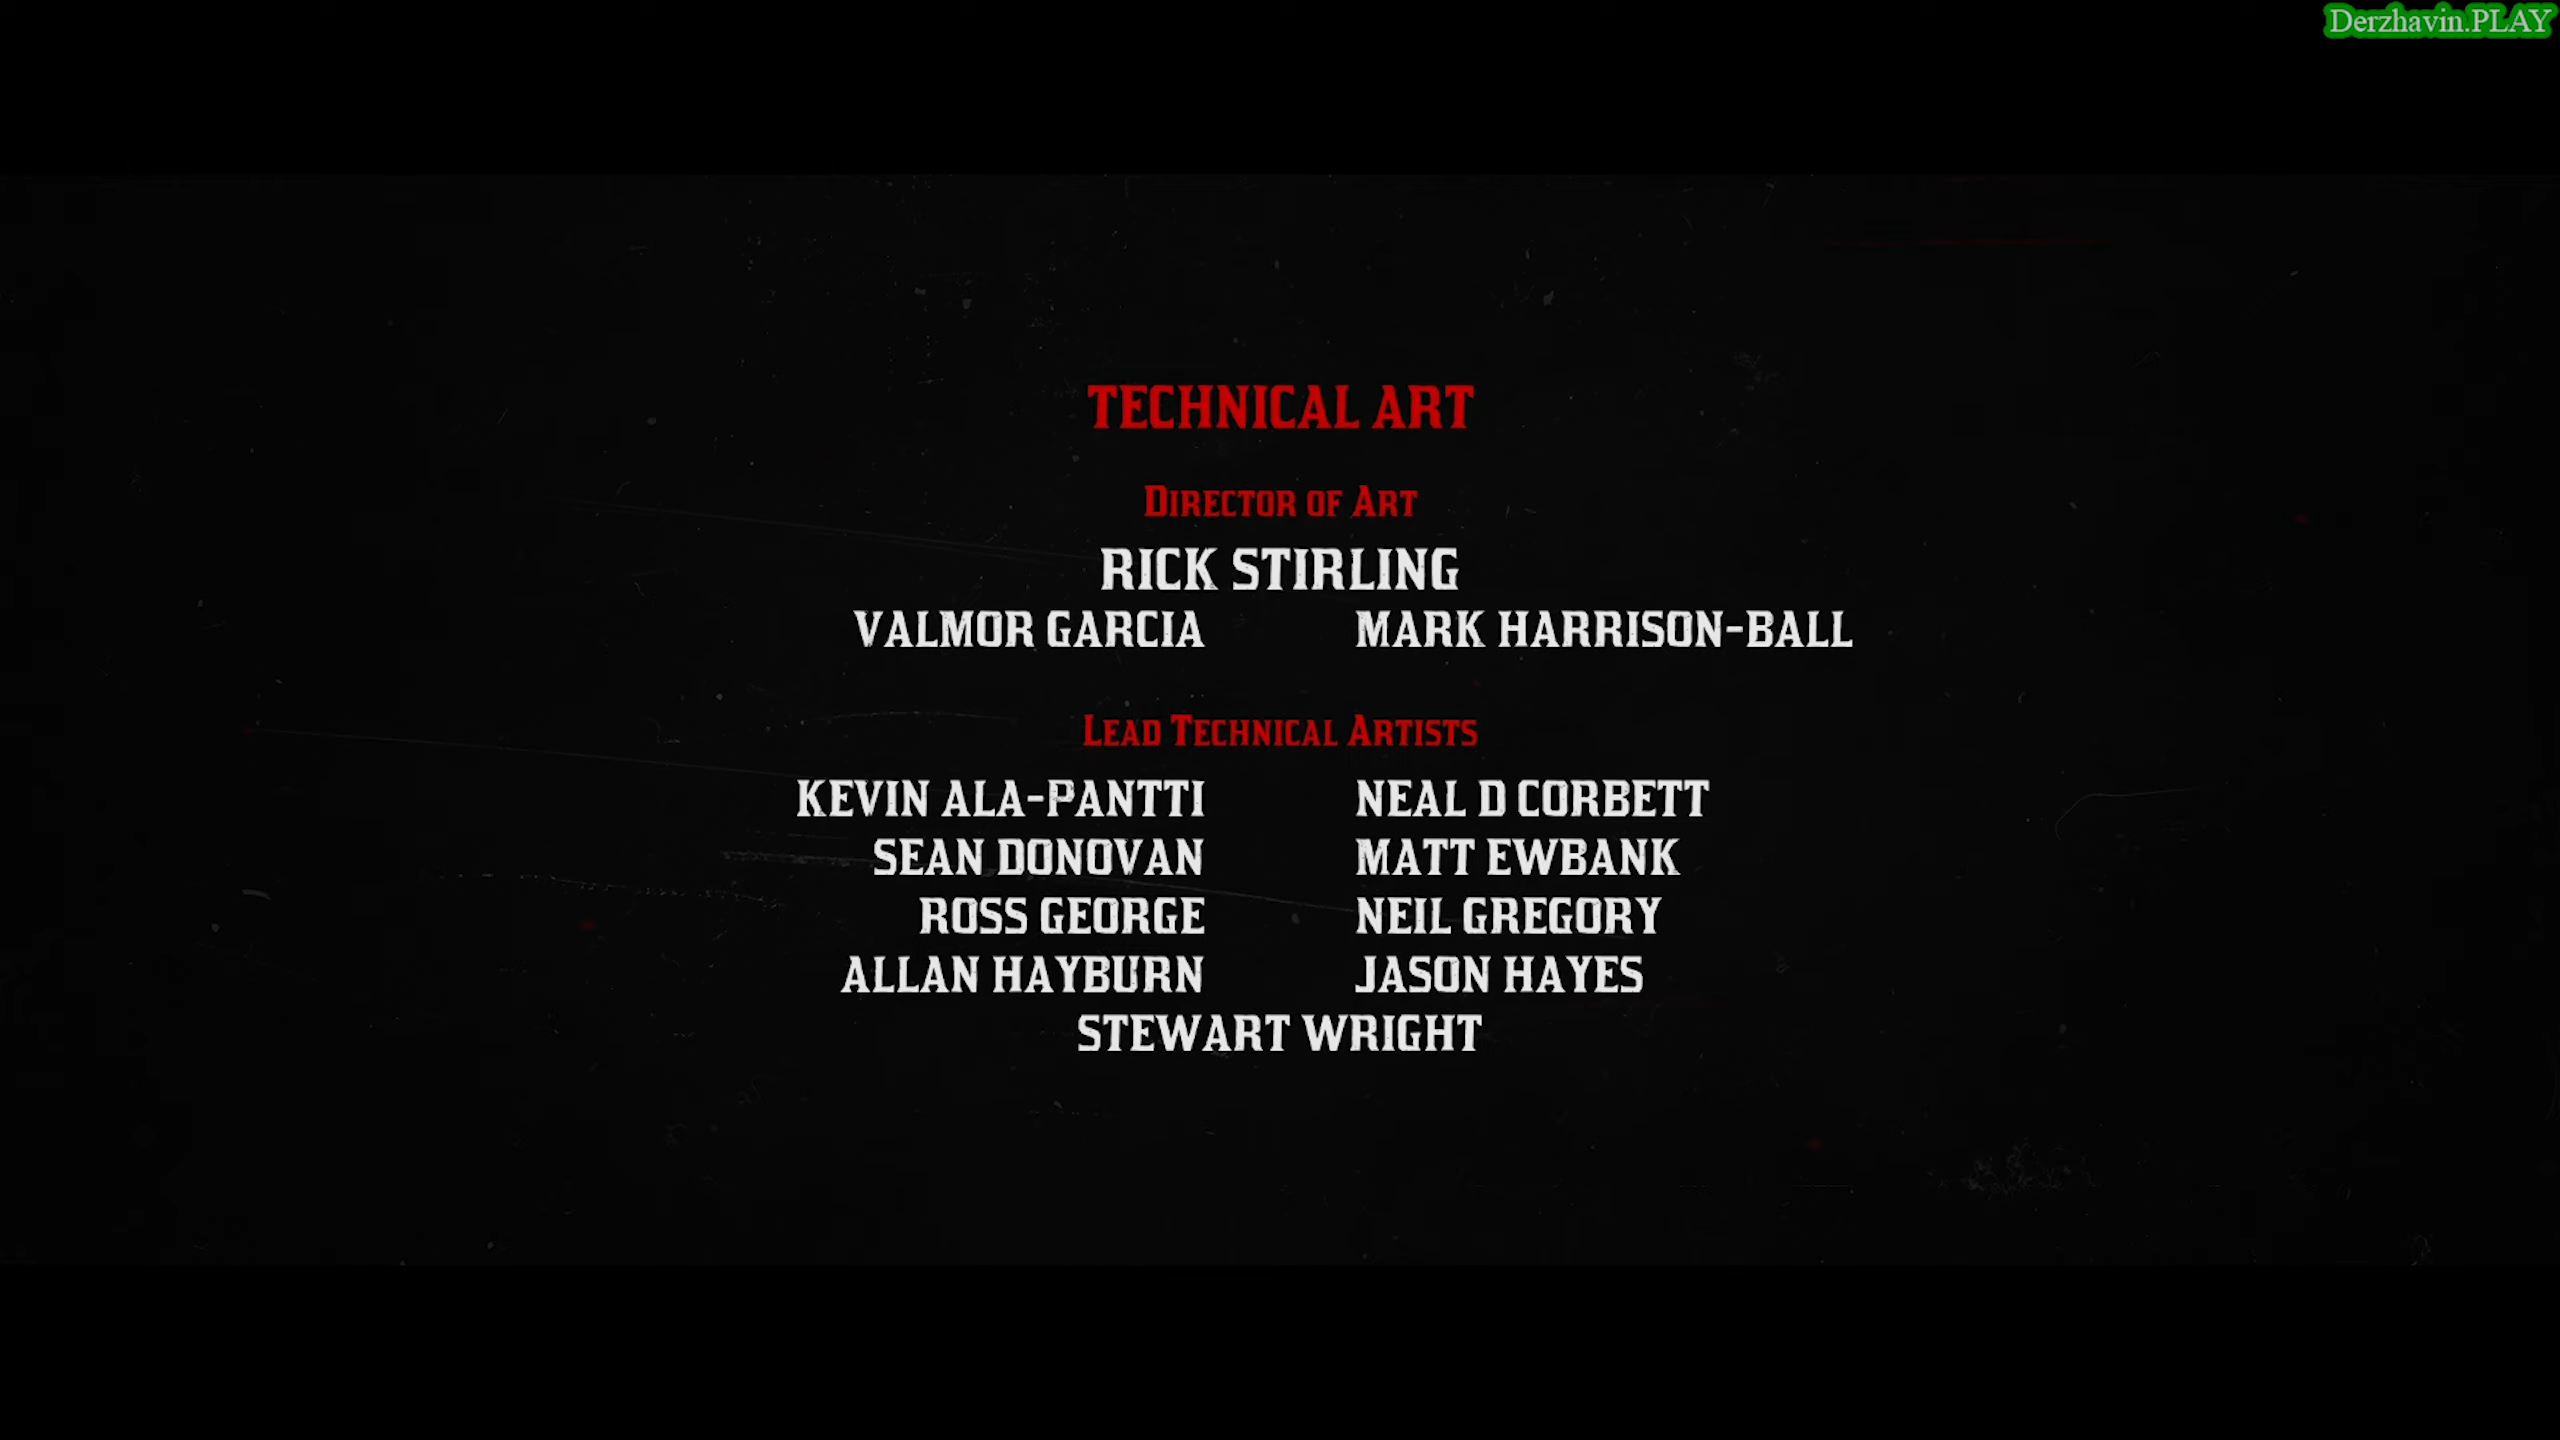 Derzhavin.PLAY
TECHNICAL ART
DIRECTOR OF ART
RICK STIRLING
VALMOR GARCIA MARK HARRISON-BALL
LEAD TECHNICAL ARTISTS
KEVIN ALA-PANTTI NEAL D CORBETT
SEAN DONOVAN MATT EWBANK
ROSS GEORGE NEIL GREGORY
ALLAN HAYBURN JASON HAYES
STEWART WRIGHT